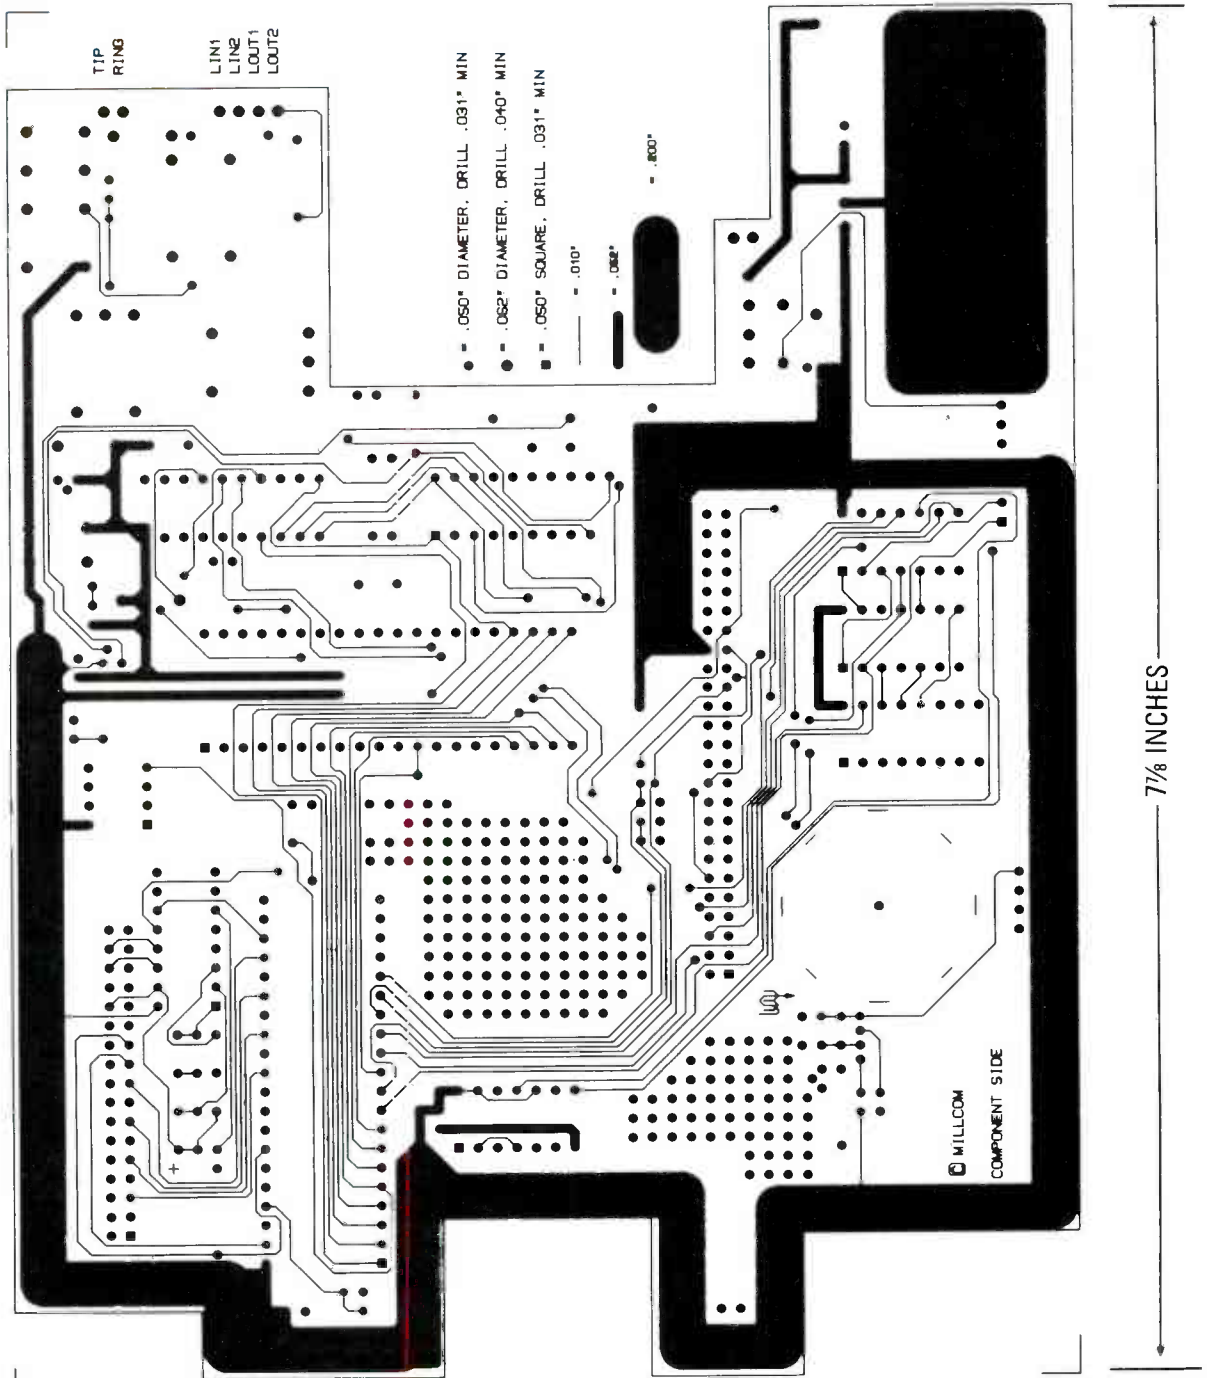 TIP
RING
LIN1
LIN2
LOUT1
LOUT2
= .050" DIAMETER, DRILL .031" MIN
= .062" DIAMETER, DRILL .040" MIN
= .050" SQUARE, DRILL .031" MIN
= .010"
= .062"
= .200"
7⅞ INCHES
+
© MILLCOM
COMPONENT SIDE